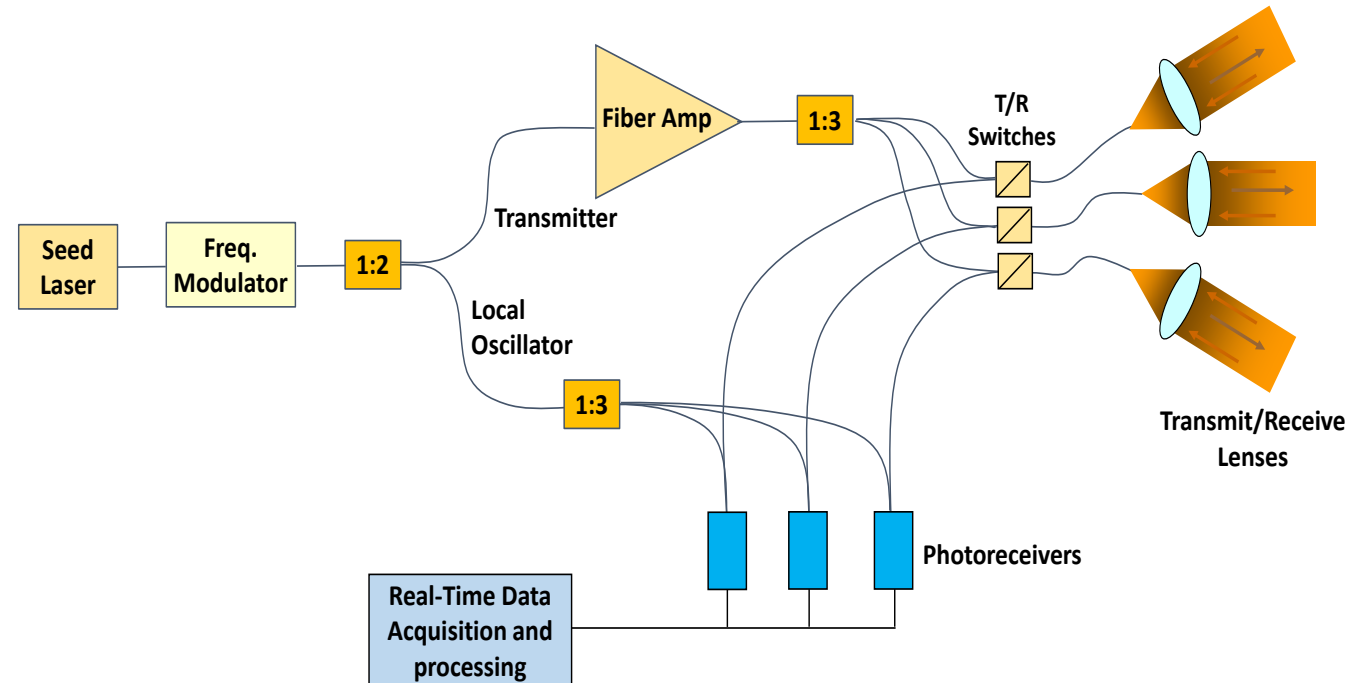 Fiber Amp
1:3
T/R
Switches
Transmitter
Seed
Laser
Freq.
Modulator
1:2
Local
Oscillator
1:3
Transmit/Receive
Lenses
Photoreceivers
Real-Time Data
Acquisition and
processing